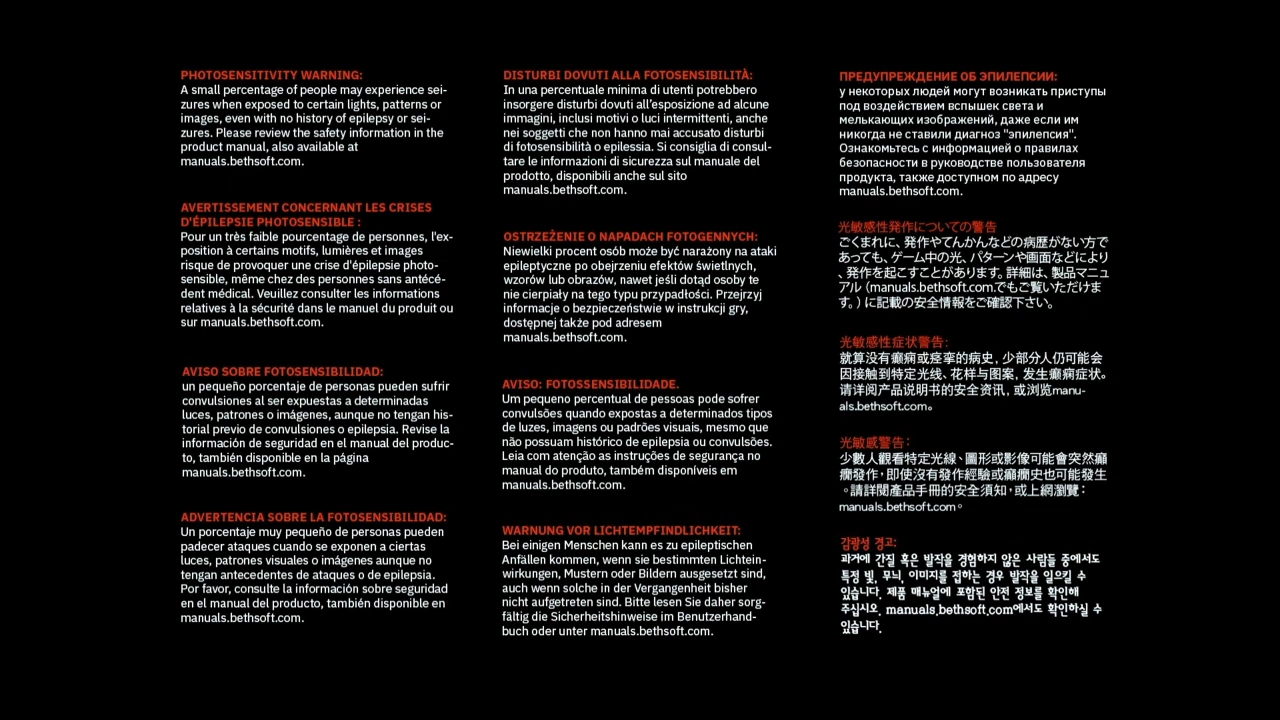 PHOTOSENSITIVITY WARNING:
A small percentage of people may experience sei-
zures when exposed to certain lights, patterns or
images, even with no history of epilepsy or sei-
zures. Please review the safety information in the
product manual, also available at
manuals.bethsoft.com.
AVERTISSEMENT CONCERNANT LES CRISES
D'ÉPILEPSIE PHOTOSENSIBLE :
Pour un très faible pourcentage de personnes, l'ex-
position à certains motifs, lumières et images
risque de provoquer une crise d'épilepsie photo-
sensible, même chez des personnes sans antécé-
dent médical. Veuillez consulter les informations
relatives à la sécurité dans le manuel du produit ou
sur manuals.bethsoft.com.
AVISO SOBRE FOTOSENSIBILIDAD:
un pequeño porcentaje de personas pueden sufrir
convulsiones al ser expuestas a determinadas
luces, patrones o imágenes, aunque no tengan his-
torial previo de convulsiones o epilepsia. Revise la
información de seguridad en el manual del produc-
to, también disponible en la página
manuals.bethsoft.com.
ADVERTENCIA SOBRE LA FOTOSENSIBILIDAD:
Un porcentaje muy pequeño de personas pueden
padecer ataques cuando se exponen a ciertas
luces, patrones visuales o imágenes aunque no
tengan antecedentes de ataques o de epilepsia.
Por favor, consulte la información sobre seguridad
en el manual del producto, también disponible en
manuals.bethsoft.com.
DISTURBI DOVUTI ALLA FOTOSENSIBILITÀ:
In una percentuale minima di utenti potrebbero
insorgere disturbi dovuti all'esposizione ad alcune
immagini, inclusi motivi o luci intermittenti, anche
nei soggetti che non hanno mai accusato disturbi
di fotosensibilità o epilessia. Si consiglia di consul-
tare le informazioni di sicurezza sul manuale del
prodotto, disponibili anche sul sito
manuals.bethsoft.com.
OSTRZEŻENIE O NAPADACH FOTOGENNYCH:
Niewielki procent osób może być narażony na ataki
epileptyczne po obejrzeniu efektów świetlnych,
wzorów lub obrazów, nawet jeśli dotąd osoby te
nie cierpiały na tego typu przypadłości. Przejrzyj
informacje o bezpieczeństwie w instrukcji gry,
dostępnej także pod adresem
manuals.bethsoft.com.
AVISO: FOTOSSENSIBILIDADE.
Um pequeno percentual de pessoas pode sofrer
convulsões quando expostas a determinados tipos
de luzes, imagens ou padrões visuais, mesmo que
não possuam histórico de epilepsia ou convulsões.
Leia com atenção as instruções de segurança no
manual do produto, também disponíveis em
manuals.bethsoft.com.
WARNUNG VOR LICHTEMPFINDLICHKEIT:
Bei einigen Menschen kann es zu epileptischen
Anfällen kommen, wenn sie bestimmten Lichtein-
wirkungen, Mustern oder Bildern ausgesetzt sind,
auch wenn solche in der Vergangenheit bisher
nicht aufgetreten sind. Bitte lesen Sie daher sorg-
fältig die Sicherheitshinweise im Benutzerhand-
buch oder unter manuals.bethsoft.com.
ПРЕДУПРЕЖДЕНИЕ ОБ ЭПИЛЕПСИИ:
у некоторых людей могут возникать приступы
под воздействием вспышек света и
мелькающих изображений, даже если им
никогда не ставили диагноз "эпилепсия".
Ознакомьтесь с информацией о правилах
безопасности в руководстве пользователя
продукта, также доступном по адресу
manuals.bethsoft.com.
光敏感性発作についての警告
ごくまれに、発作やてんかんなどの病歴がない方で
あっても、ゲーム中の光、パターンや画面などにより
、発作を起こすことがあります。詳細は、製品マニュ
アル（manuals.bethsoft.comでもご覧いただけま
す。）に記載の安全情報をご確認下さい。
光敏感性症状警告：
就算没有癫痫或痉挛的病史，少部分人仍可能会
因接触到特定光线、花样与图案，发生癫痫症状。
请详阅产品说明书的安全资讯，或浏览manu-
als.bethsoft.com。
光敏感警告：
少數人觀看特定光線、圖形或影像可能會突然癲
癇發作，即使沒有發作經驗或癲癇史也可能發生
。請詳閱產品手冊的安全須知，或上網瀏覽：
manuals.bethsoft.com。
감광성 경고:
과거에 간질 혹은 발작을 경험하지 않은 사람들 중에서도
특정 빛, 무늬, 이미지를 접하는 경우 발작을 일으킬 수
있습니다. 제품 매뉴얼에 포함된 안전 정보를 확인해
주십시오. manuals.bethsoft.com에서도 확인하실 수
있습니다.